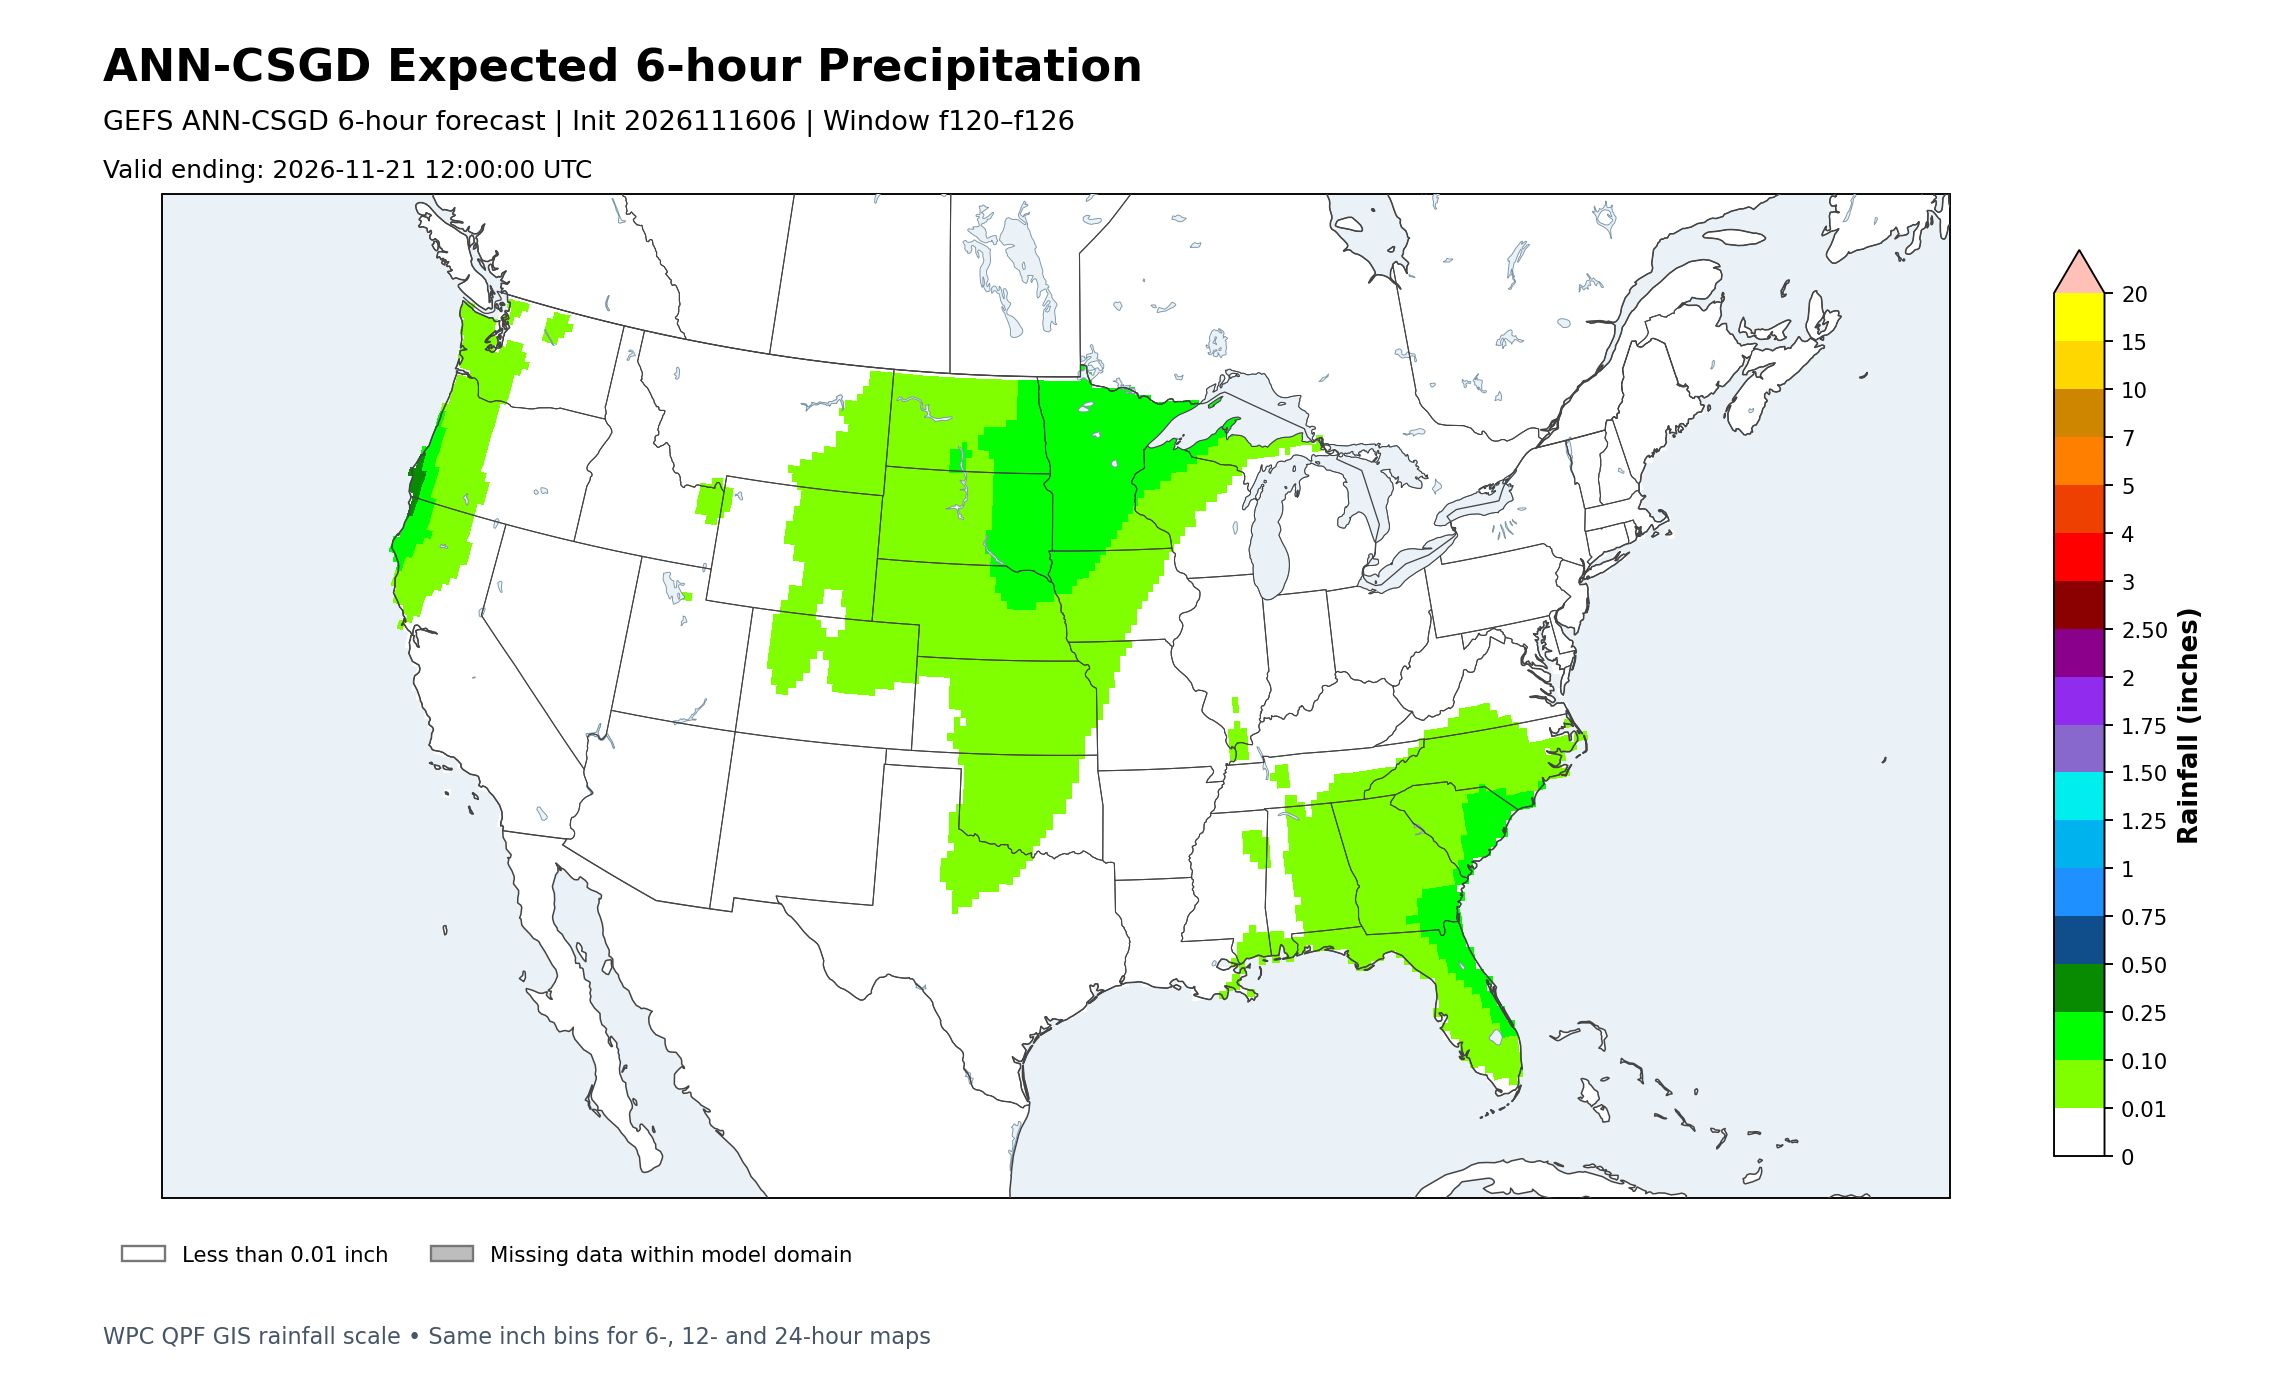 ANN-CSGD Expected 6-hour Precipitation
GEFS ANN-CSGD 6-hour forecast | Init 2026111606 | Window f120–f126
Valid ending: 2026-11-21 12:00:00 UTC
20
15
10
7
5
4
3
2.50
2
1.75
1.50
1.25
1
0.75
0.50
0.25
0.10
0.01
0
Rainfall (inches)
Less than 0.01 inch
Missing data within model domain
WPC QPF GIS rainfall scale • Same inch bins for 6-, 12- and 24-hour maps